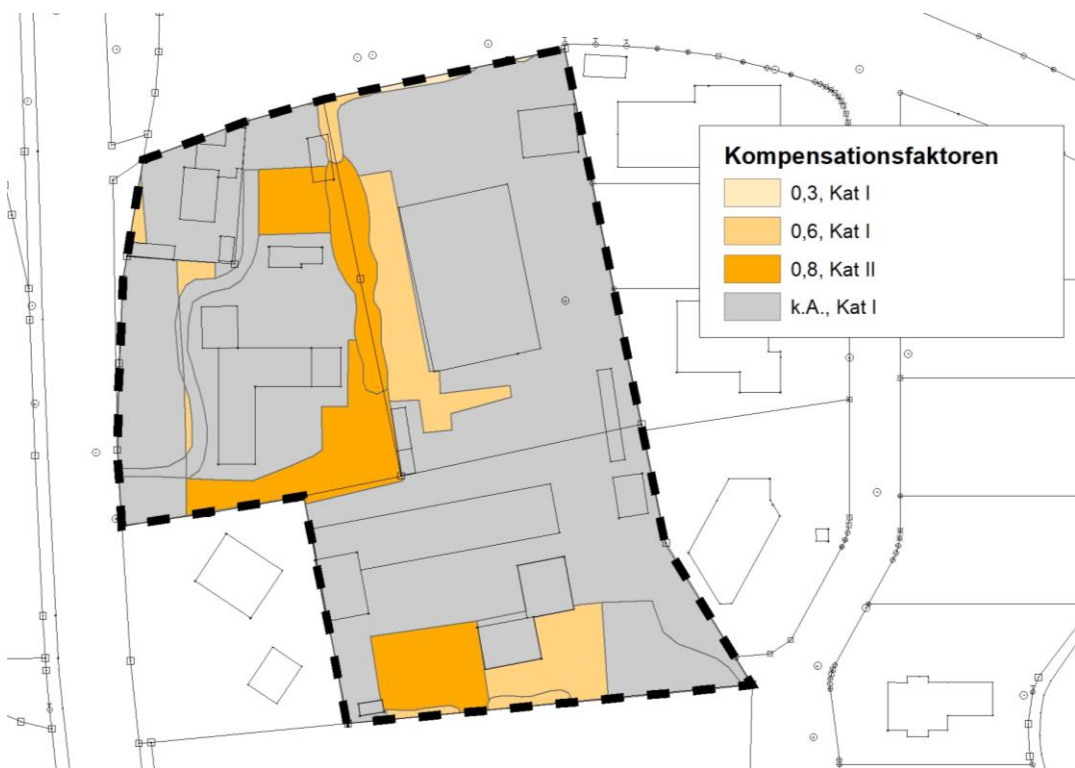 Kompensationsfaktoren
0,3, Kat I
0,6, Kat I
0,8, Kat II
k.A., Kat I